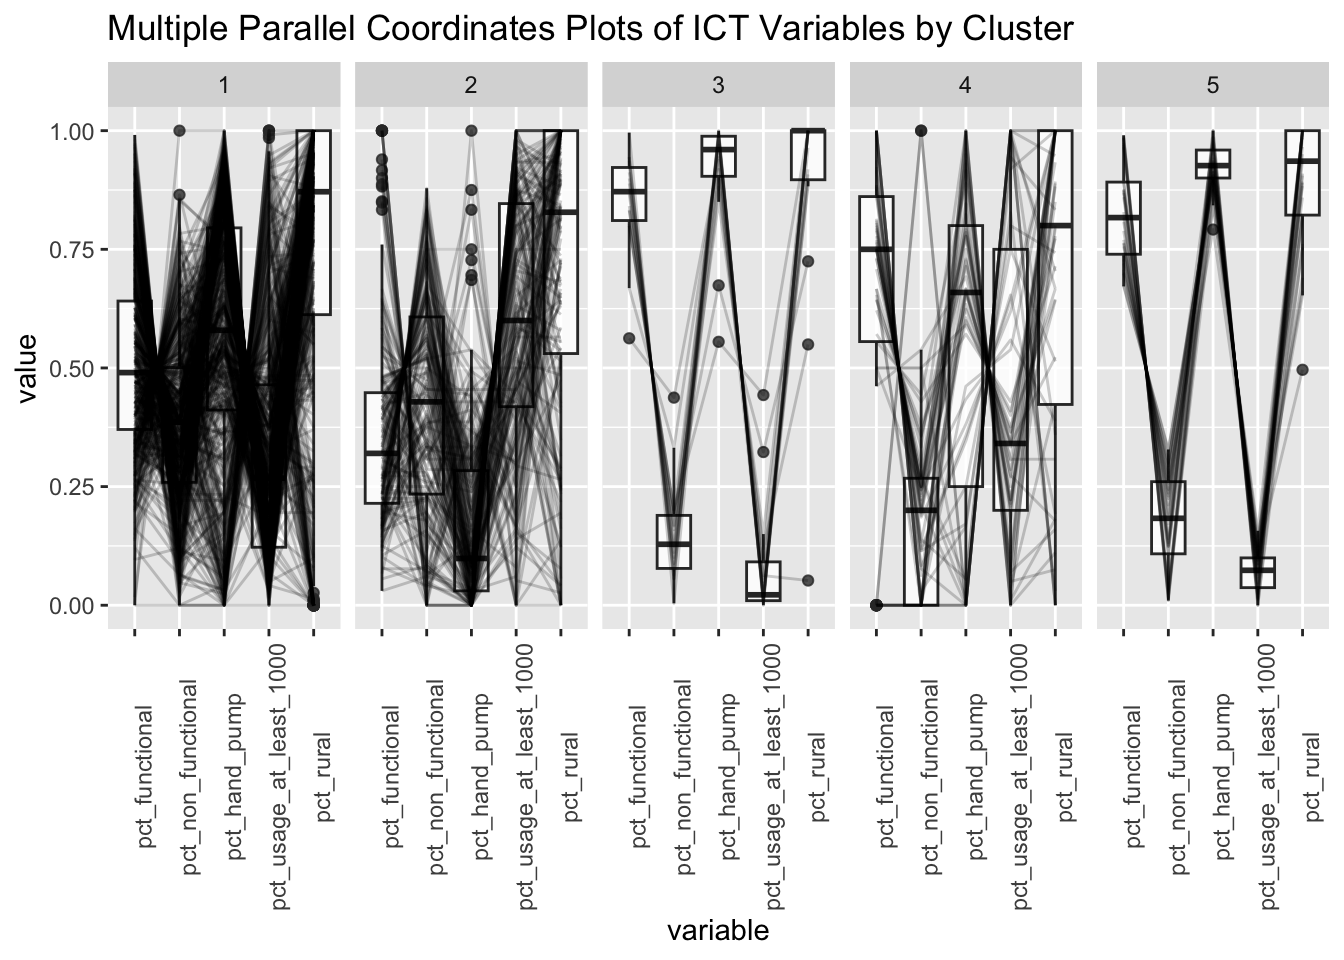 Multiple Parallel Coordinates Plots of ICT Variables by Cluster
1 2 3 4 5
value
1.00
0.75
0.50
0.25
0.00
pct_functional
pct_non_functional
pct_hand_pump
pct_usage_at_least_1000
pct_rural
pct_functional
pct_non_functional
pct_hand_pump
pct_usage_at_least_1000
pct_rural
pct_functional
pct_non_functional
pct_hand_pump
pct_usage_at_least_1000
pct_rural
pct_functional
pct_non_functional
pct_hand_pump
pct_usage_at_least_1000
pct_rural
pct_functional
pct_non_functional
pct_hand_pump
pct_usage_at_least_1000
pct_rural
variable